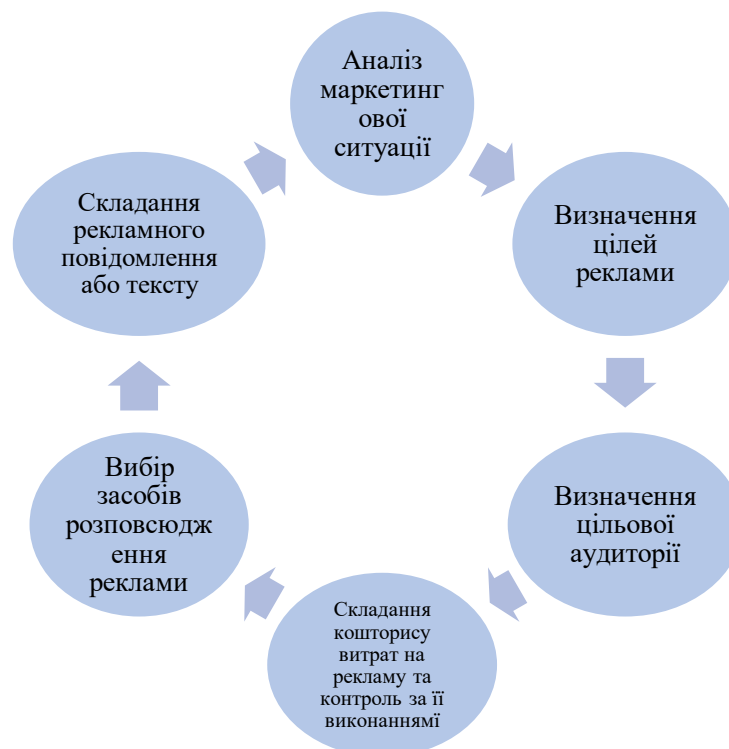 Аналіз
маркетинг
ової
ситуації
Визначення
цілей
реклами
Визначення
цільової
аудиторії
Складання
кошторису
витрат на
рекламу та
контроль за її
виконаннямі
Вибір
засобів
розповсюдж
ення
реклами
Складання
рекламного
повідомлення
або тексту